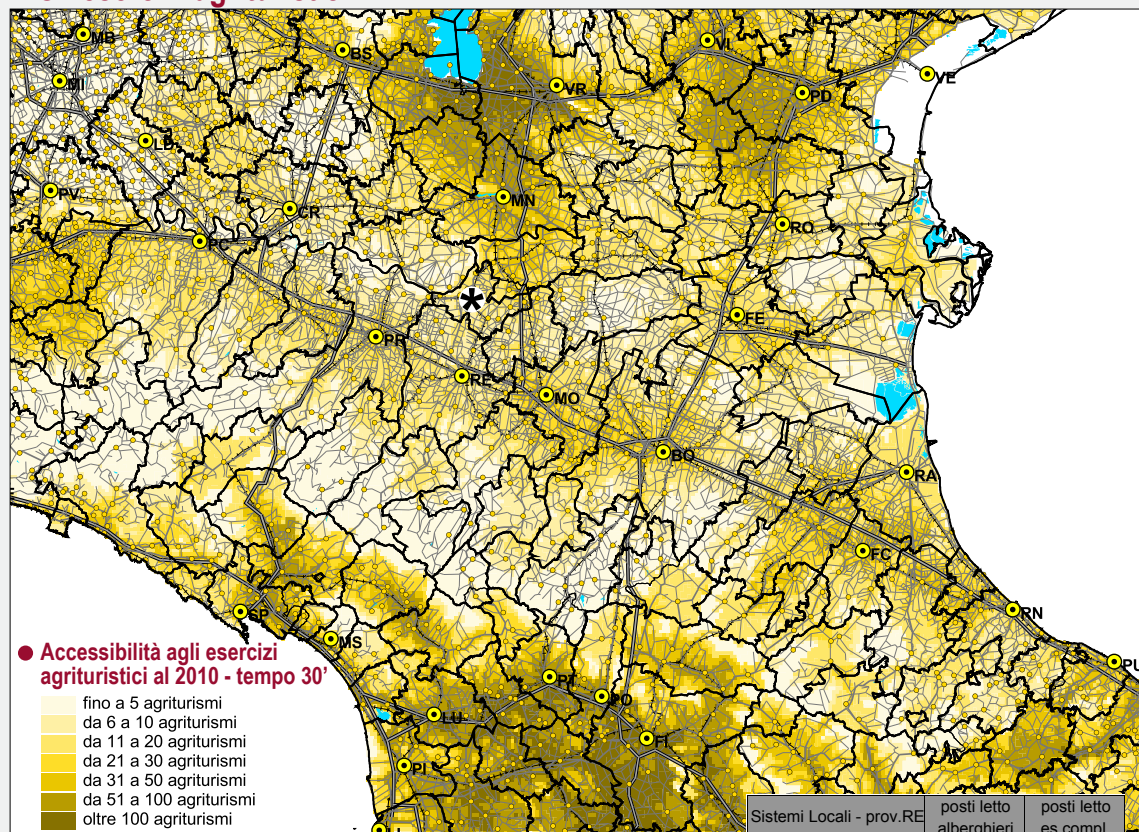 MB
BS
VI
VE
MI
VR
PD
PV
MN
CR
RO
PC
*
FE
PR
RE
MO
BO
RA
FC
SP
RN
MS
PU
Accessibilità agli esercizi
agrituristici al 2010 - tempo 30'
PT
PO
fino a 5 agriturismi
da 6 a 10 agriturismi
LU
da 11 a 20 agriturismi
FI
da 21 a 30 agriturismi
PI
da 31 a 50 agriturismi
da 51 a 100 agriturismi
oltre 100 agriturismi
Sistemi Locali - prov.RE
posti letto
alberghieri
posti letto
es.compl.